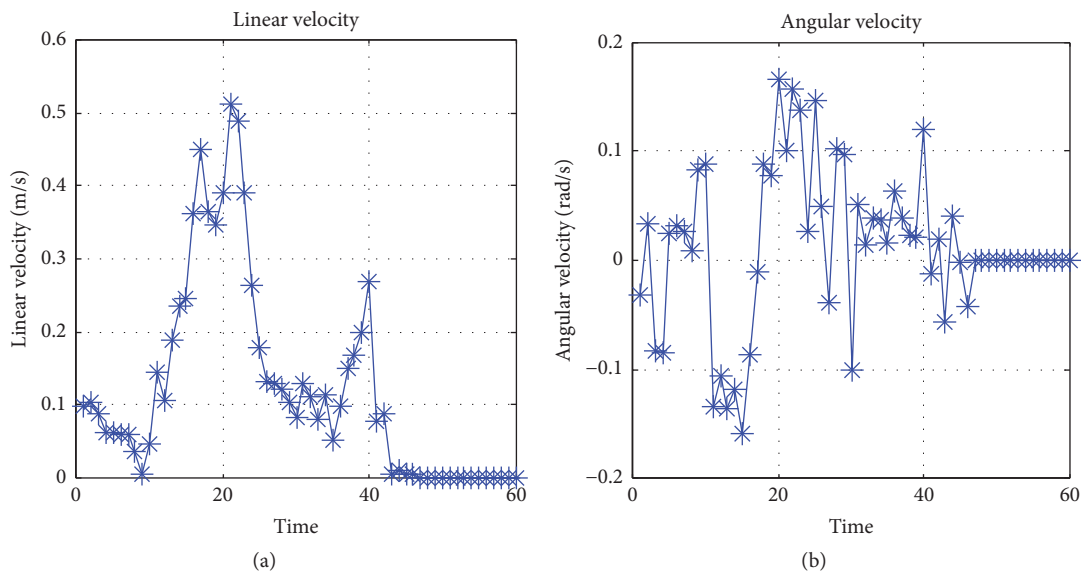 Linear velocity
0.6
0.5
0.4
0.3
0.2
0.1
0
Linear velocity (m/s)
0 20 40 60
Time
(a)
Angular velocity
0.2
0.1
0
−0.1
−0.2
Angular velocity (rad/s)
0 20 40 60
Time
(b)